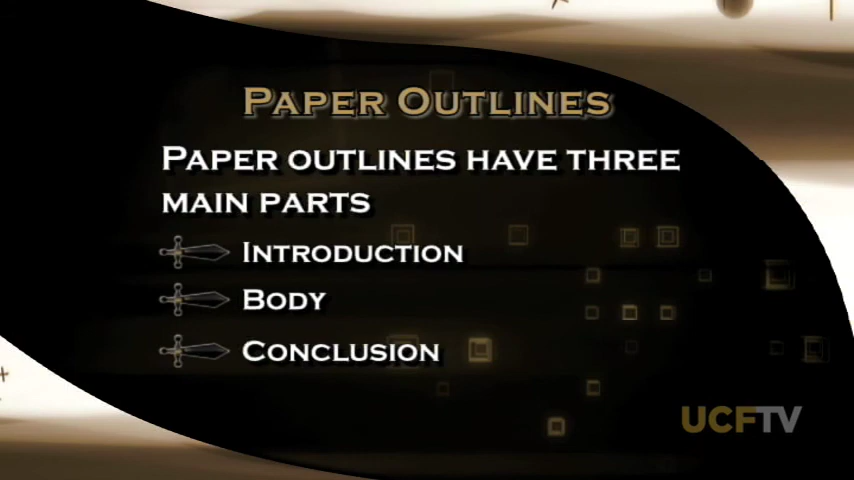 Paper Outlines
Paper outlines have three
main parts
Introduction
Body
Conclusion
UCFTV